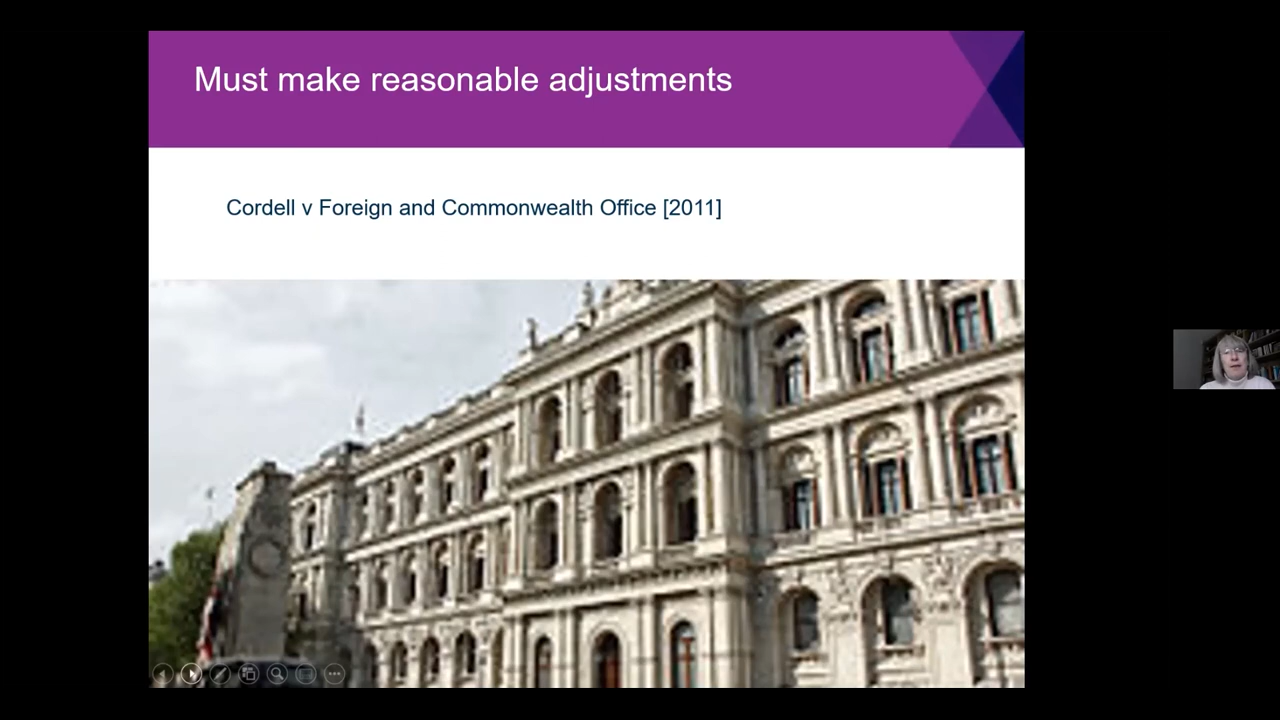 Must make reasonable adjustments
Cordell v Foreign and Commonwealth Office [2011]